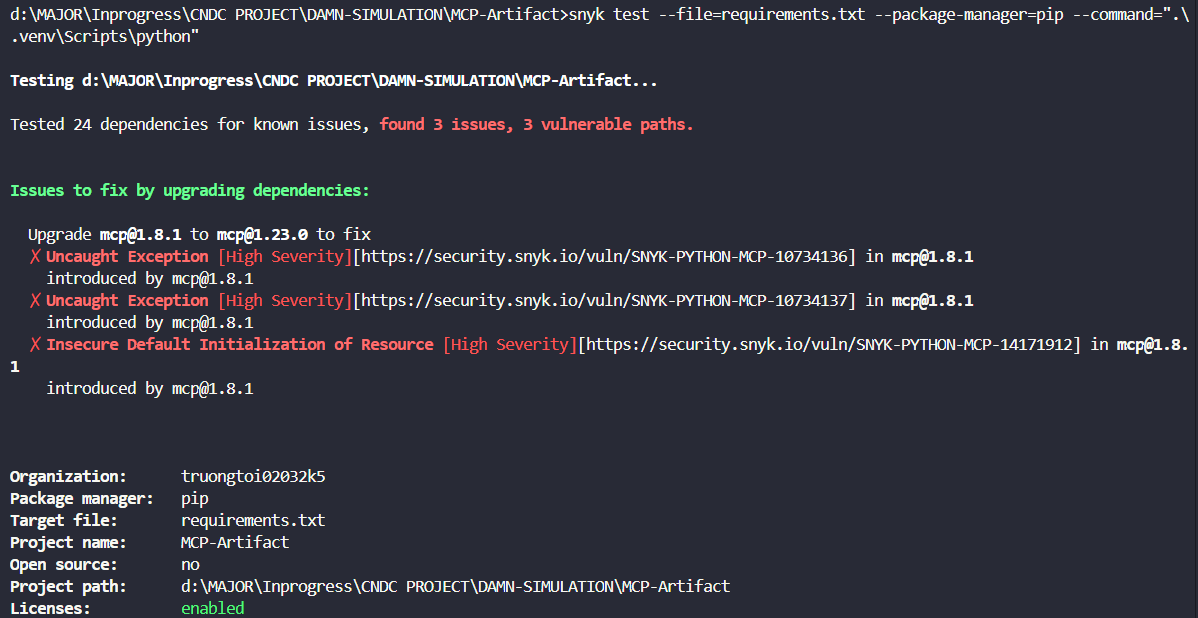 d:\MAJOR\Inprogress\CNDC PROJECT\DAMN-SIMULATION\MCP-Artifact>snyk test --file=requirements.txt --package-manager=pip --command=".\
.venv\Scripts\python"
Testing d:\MAJOR\Inprogress\CNDC PROJECT\DAMN-SIMULATION\MCP-Artifact...
Tested 24 dependencies for known issues, found 3 issues, 3 vulnerable paths.
Issues to fix by upgrading dependencies:
Upgrade mcp@1.8.1 to mcp@1.23.0 to fix
✗ Uncaught Exception [High Severity][https://security.snyk.io/vuln/SNYK-PYTHON-MCP-10734136] in mcp@1.8.1
introduced by mcp@1.8.1
✗ Uncaught Exception [High Severity][https://security.snyk.io/vuln/SNYK-PYTHON-MCP-10734137] in mcp@1.8.1
introduced by mcp@1.8.1
✗ Insecure Default Initialization of Resource [High Severity][https://security.snyk.io/vuln/SNYK-PYTHON-MCP-14171912] in mcp@1.8.
1
introduced by mcp@1.8.1
Organization: truongtoi02032k5
Package manager: pip
Target file: requirements.txt
Project name: MCP-Artifact
Open source: no
Project path: d:\MAJOR\Inprogress\CNDC PROJECT\DAMN-SIMULATION\MCP-Artifact
Licenses: enabled